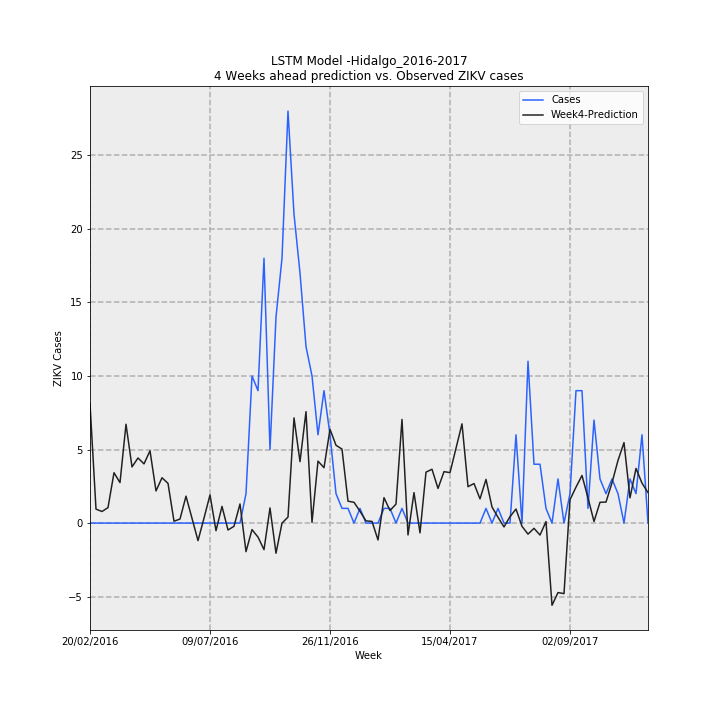 LSTM Model -Hidalgo_2016-2017
4 Weeks ahead prediction vs. Observed ZIKV cases
Cases
Week4-Prediction
ZIKV Cases
25
20
15
10
5
0
−5
20/02/2016
09/07/2016
26/11/2016
15/04/2017
02/09/2017
Week